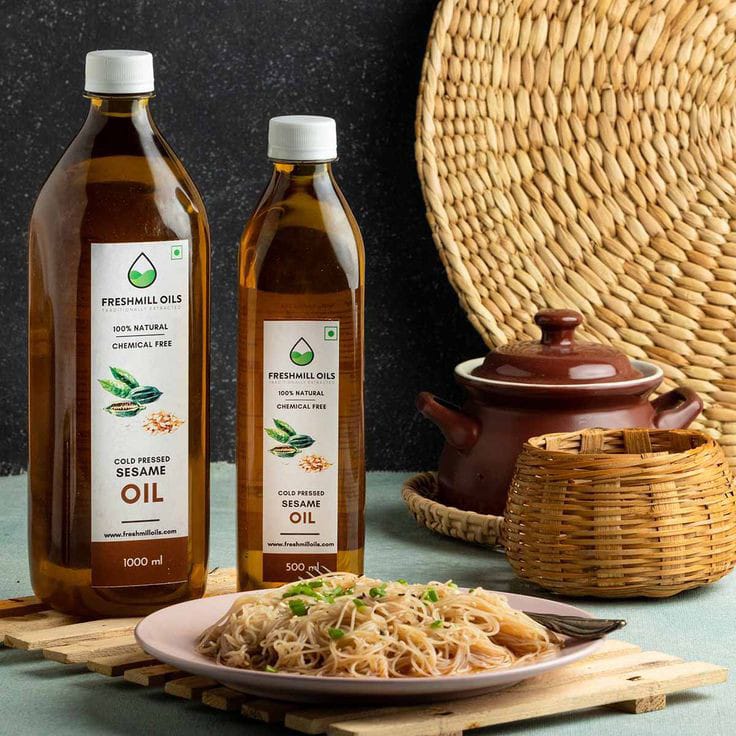 FRESHMILL OILS
TRADITIONALLY EXTRACTED
100% NATURAL
CHEMICAL FREE
COLD PRESSED
SESAME
OIL
www.freshmilloils.com
1000 ml
FRESHMILL OILS
TRADITIONALLY EXTRACTED
100% NATURAL
CHEMICAL FREE
COLD PRESSED
SESAME
OIL
www.freshmilloils.com
500 ml